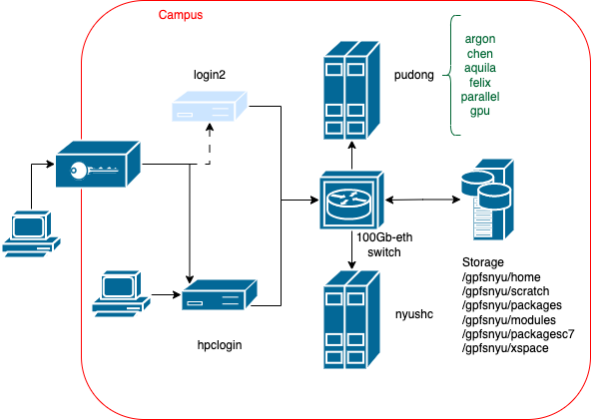 Campus
login2
pudong
argon
chen
aquila
felix
parallel
gpu
100Gb-eth
switch
hpclogin
nyushc
Storage
/gpfsnyu/home
/gpfsnyu/scratch
/gpfsnyu/packages
/gpfsnyu/modules
/gpfsnyu/packagesc7
/gpfsnyu/xspace